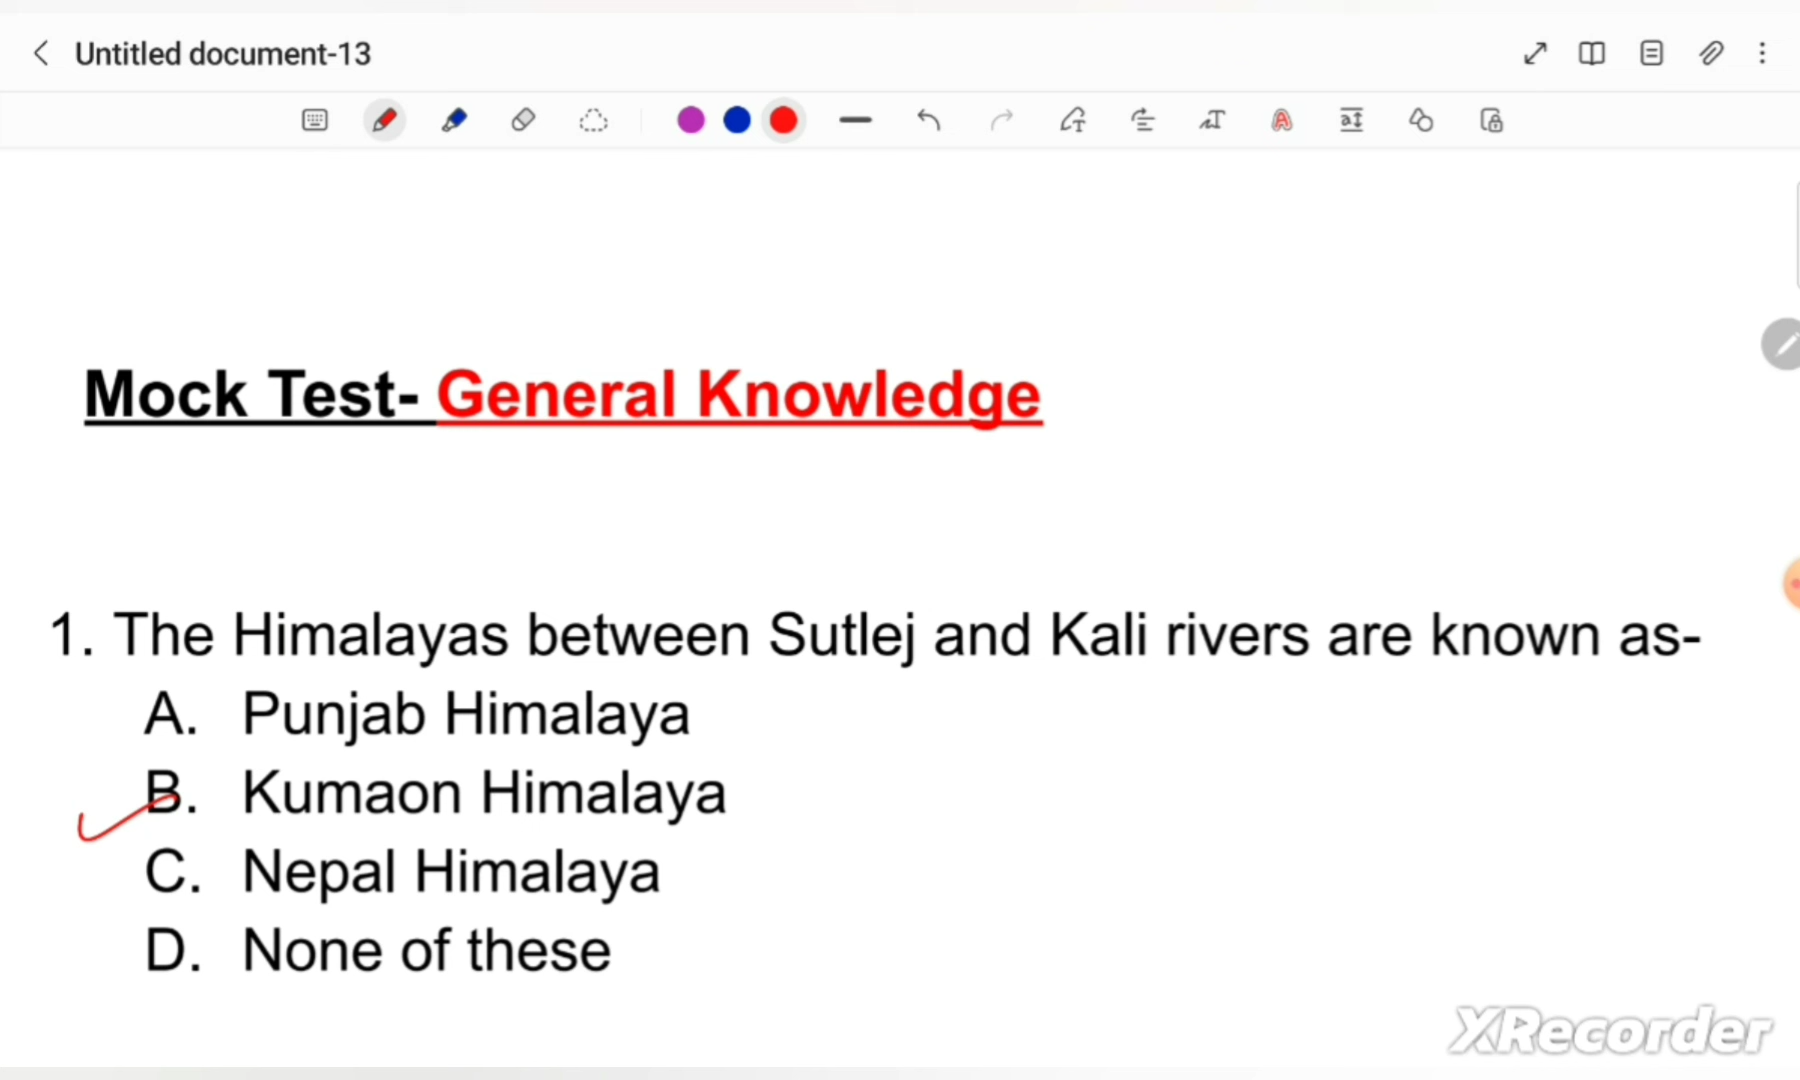 Untitled document-13
Mock Test- General Knowledge
1. The Himalayas between Sutlej and Kali rivers are known as-
A. Punjab Himalaya
B. Kumaon Himalaya
C. Nepal Himalaya
D. None of these
XRecorder